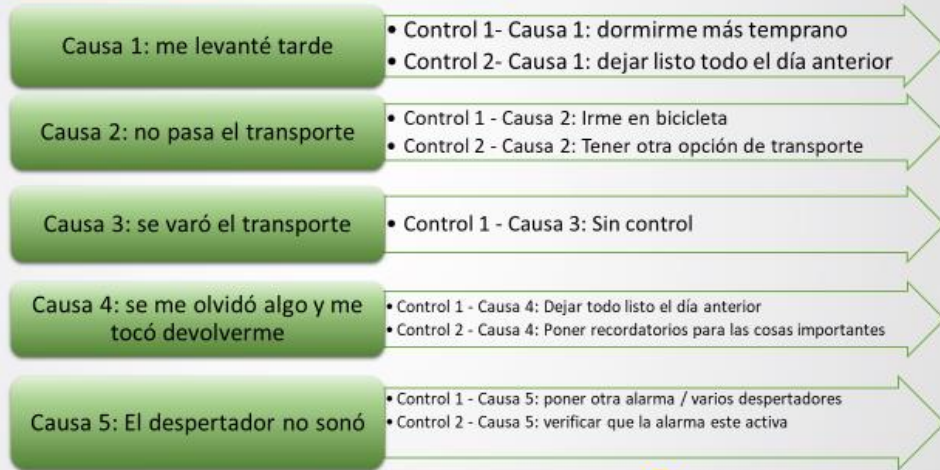 Causa 1: me levanté tarde
• Control 1- Causa 1: dormirme más temprano
• Control 2- Causa 1: dejar listo todo el día anterior
Causa 2: no pasa el transporte
• Control 1 - Causa 2: Irme en bicicleta
• Control 2 - Causa 2: Tener otra opción de transporte
Causa 3: se varó el transporte
• Control 1 - Causa 3: Sin control
Causa 4: se me olvidó algo y me
tocó devolverme
• Control 1 - Causa 4: Dejar todo listo el día anterior
• Control 2 - Causa 4: Poner recordatorios para las cosas importantes
Causa 5: El despertador no sonó
• Control 1 - Causa 5: poner otra alarma / varios despertadores
• Control 2 - Causa 5: verificar que la alarma este activa